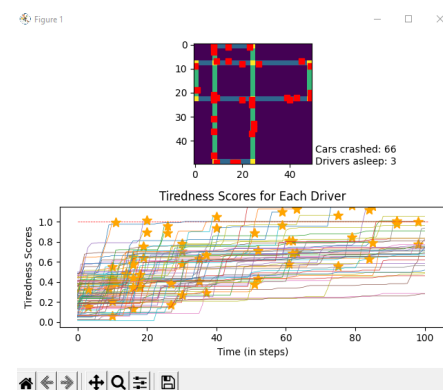 Figure 1
0
10
20
30
40
0 20 40
Cars crashed: 66
Drivers asleep: 3
Tiredness Scores for Each Driver
Tiredness Scores
1.0
0.8
0.6
0.4
0.2
0.0
0 20 40 60 80 100
Time (in steps)